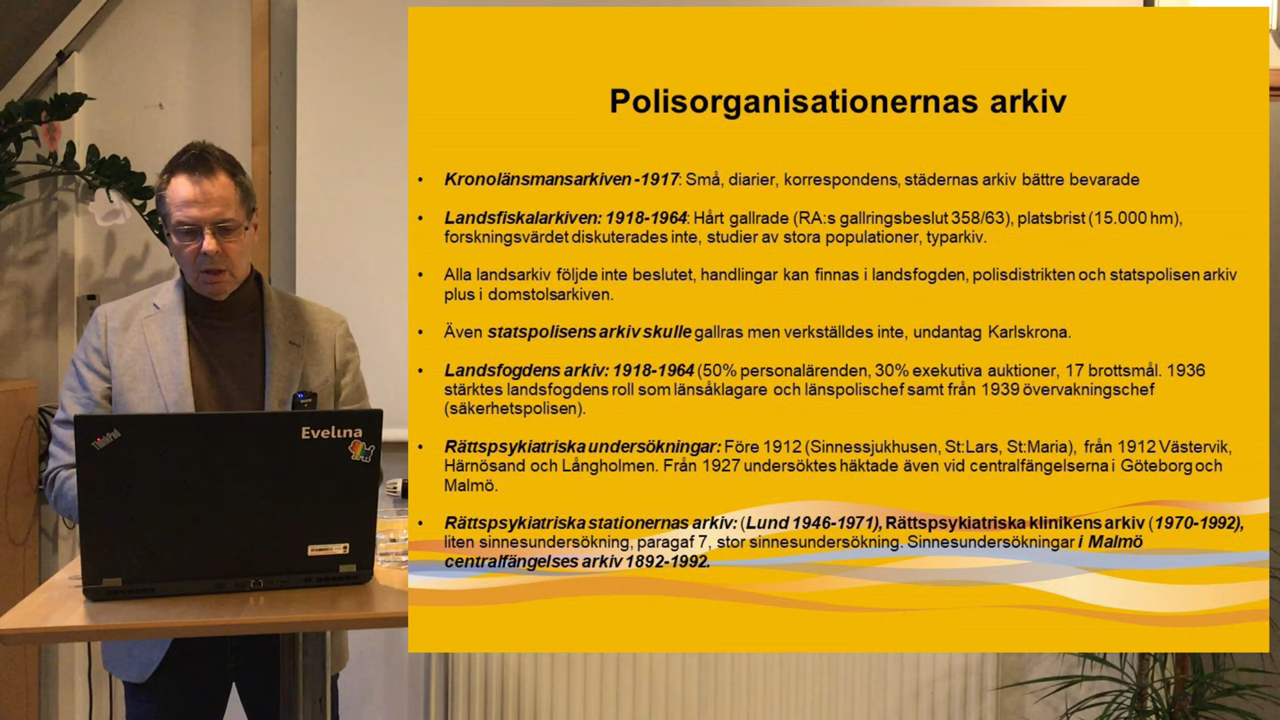 Polisorganisationernas arkiv
• Kronolänsmansarkiven -1917: Små, diarier, korrespondens, städernas arkiv bättre bevarade
• Landsfiskalarkiven: 1918-1964: Hårt gallrade (RA:s gallringsbeslut 358/63), platsbrist (15.000 hm),
forskningsvärdet diskuterades inte, studier av stora populationer, typarkiv.
• Alla landsarkiv följde inte beslutet, handlingar kan finnas i landsfogden, polisdistrikten och statspolisen arkiv
plus i domstolsarkiven.
• Även statspolisens arkiv skulle gallras men verkställdes inte, undantag Karlskrona.
• Landsfogdens arkiv: 1918-1964 (50% personalärenden, 30% exekutiva auktioner, 17 brottsmål. 1936
stärktes landsfogdens roll som länsåklagare och länspolischef samt från 1939 övervakningschef
(säkerhetspolisen).
• Rättspsykiatriska undersökningar: Före 1912 (Sinnessjukhusen, St:Lars, St:Maria), från 1912 Västervik,
Härnösand och Långholmen. Från 1927 undersöktes häktade även vid centralfängelserna i Göteborg och
Malmö.
• Rättspsykiatriska stationernas arkiv: (Lund 1946-1971), Rättspsykiatriska klinikens arkiv (1970-1992),
liten sinnesundersökning, paragaf 7, stor sinnesundersökning. Sinnesundersökningar i Malmö
centralfängelses arkiv 1892-1992.
ThinkPad
Evelina